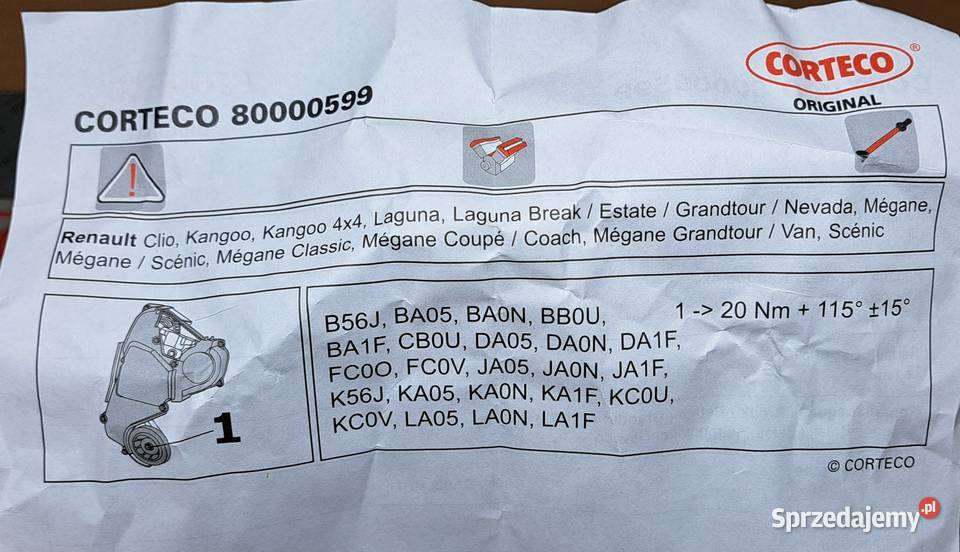 CORTECO®
ORIGINAL
CORTECO 80000599
Renault Clio, Kangoo, Kangoo 4x4, Laguna, Laguna Break / Estate / Grandtour / Nevada, Mégane,
Mégane / Scénic, Mégane Classic, Mégane Coupé / Coach, Mégane Grandtour / Van, Scénic
1
B56J, BA05, BA0N, BB0U,
BA1F, CB0U, DA05, DA0N, DA1F,
FC0O, FC0V, JA05, JA0N, JA1F,
K56J, KA05, KA0N, KA1F, KC0U,
KC0V, LA05, LA0N, LA1F
1 -> 20 Nm + 115° ±15°
© CORTECO
Sprzedajemy.pl